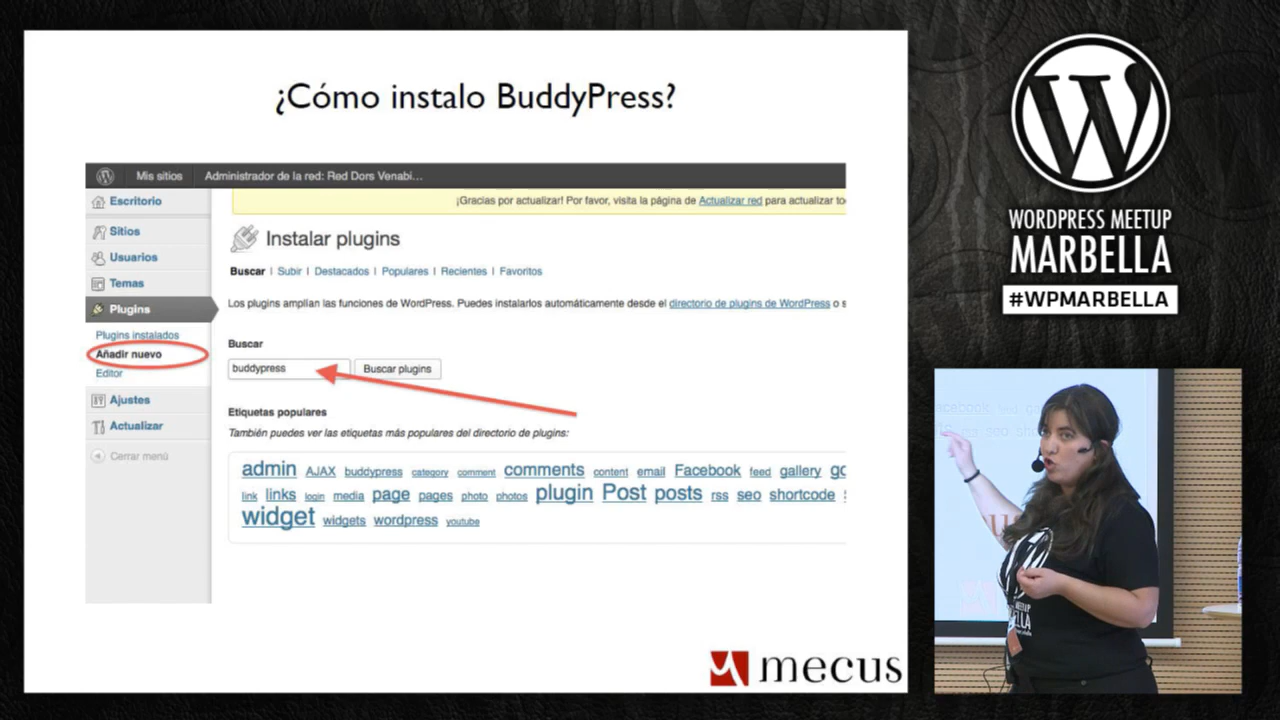 ¿Cómo instalo BuddyPress?
Mis sitios Administrador de la red: Red Dors Venabi...
Escritorio
Sitios
Usuarios
Temas
Plugins
Plugins instalados
Añadir nuevo
Editor
Ajustes
Actualizar
Cerrar menú
¡Gracias por actualizar! Por favor, visita la página de Actualizar red para actualizar to
Instalar plugins
Buscar | Subir | Destacados | Populares | Recientes | Favoritos
Los plugins amplían las funciones de WordPress. Puedes instalarlos automáticamente desde el directorio de plugins de WordPress o s
Buscar
buddypress Buscar plugins
Etiquetas populares
También puedes ver las etiquetas más populares del directorio de plugins:
admin AJAX buddypress category comment comments content email Facebook feed gallery go
link links login media page pages photo photos plugin Post posts rss seo shortcode
widget widgets wordpress youtube
mecus
WORDPRESS MEETUP
MARBELLA
#WPMARBELLA